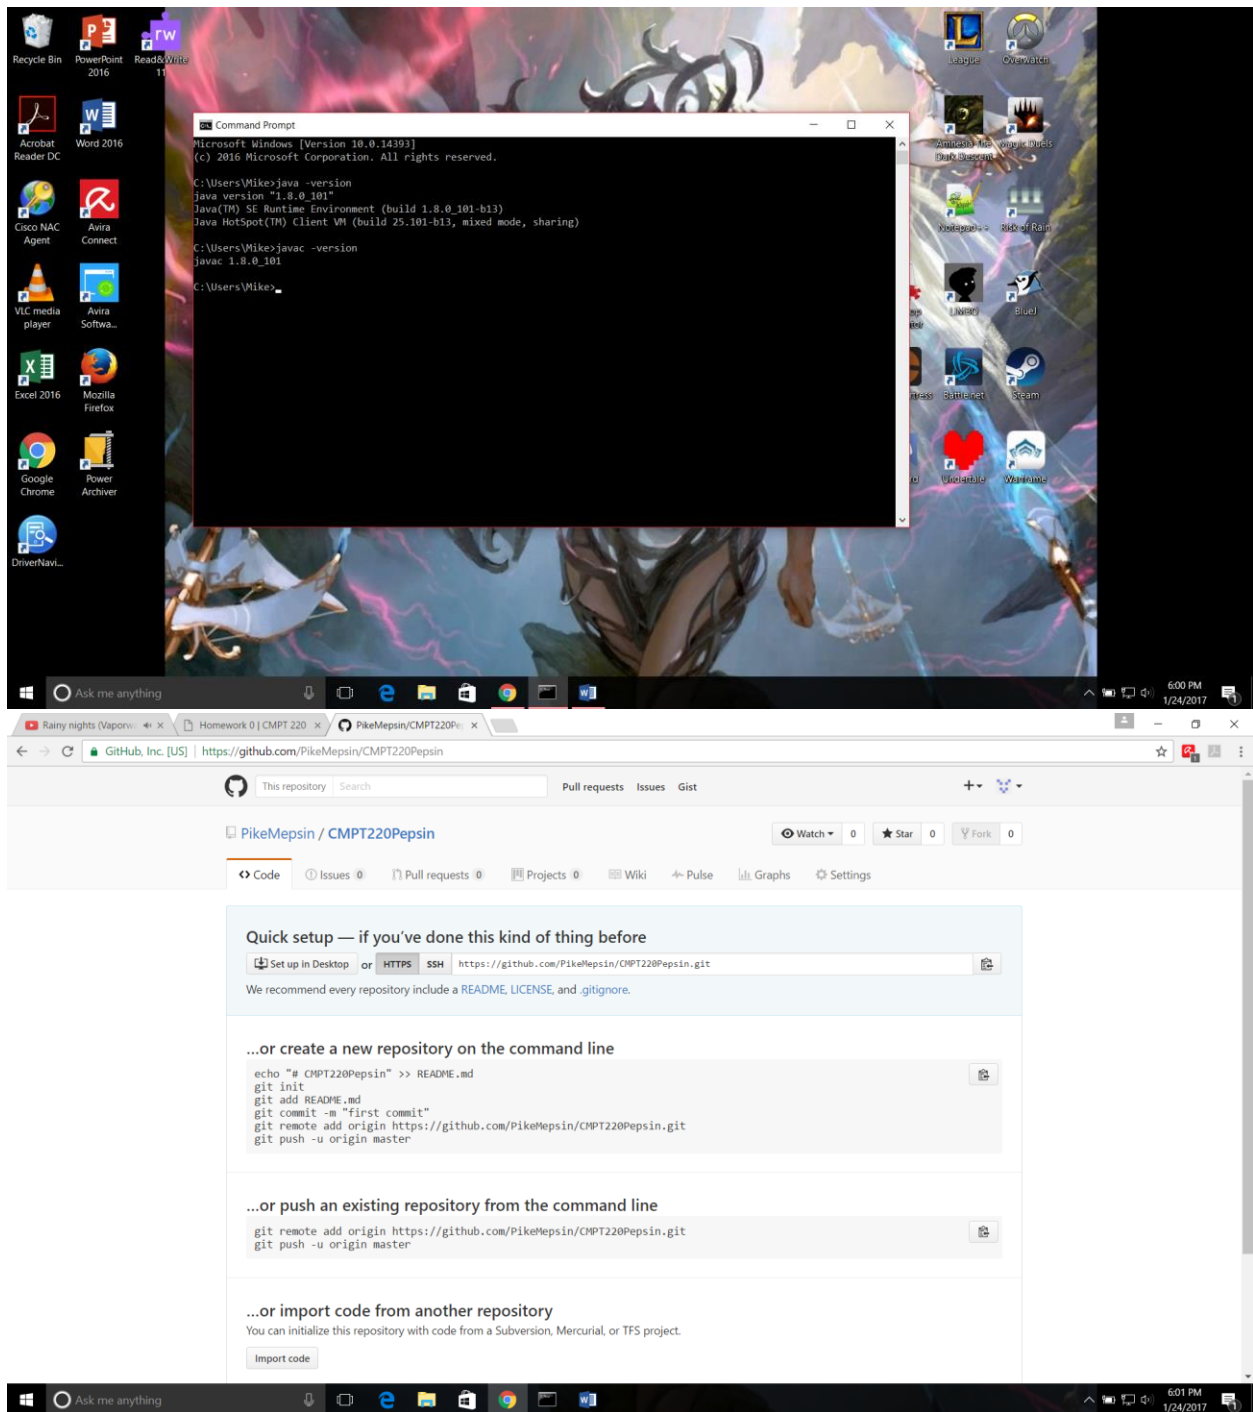 Recycle Bin
PowerPoint 2016
Read&Write 11
League
Overwatch
Acrobat Reader DC
Word 2016
Amnesia - The Dark Descent
Magic Duels
Cisco NAC Agent
Avira Connect
Notepad++
Risk of Rain
VLC media player
Avira Softwa...
LIMBO
BlueJ
Excel 2016
Mozilla Firefox
Battle.net
Steam
Google Chrome
Power Archiver
Undertale
Warframe
DriverNavi...
Command Prompt
Microsoft Windows [Version 10.0.14393]
(c) 2016 Microsoft Corporation. All rights reserved.
C:\Users\Mike>java -version
java version "1.8.0_101"
Java(TM) SE Runtime Environment (build 1.8.0_101-b13)
Java HotSpot(TM) Client VM (build 25.101-b13, mixed mode, sharing)
C:\Users\Mike>javac -version
javac 1.8.0_101
C:\Users\Mike>
Ask me anything
6:00 PM
1/24/2017
Rainy nights (Vaporw
Homework 0 | CMPT 220
PikeMepsin/CMPT220Pe
GitHub, Inc. [US] | https://github.com/PikeMepsin/CMPT220Pepsin
This repository Search Pull requests Issues Gist
PikeMepsin / CMPT220Pepsin
Watch 0 Star 0 Fork 0
Code Issues 0 Pull requests 0 Projects 0 Wiki Pulse Graphs Settings
Quick setup — if you've done this kind of thing before
Set up in Desktop or HTTPS SSH https://github.com/PikeMepsin/CMPT220Pepsin.git
We recommend every repository include a README, LICENSE, and .gitignore.
...or create a new repository on the command line
echo "# CMPT220Pepsin" >> README.md
git init
git add README.md
git commit -m "first commit"
git remote add origin https://github.com/PikeMepsin/CMPT220Pepsin.git
git push -u origin master
...or push an existing repository from the command line
git remote add origin https://github.com/PikeMepsin/CMPT220Pepsin.git
git push -u origin master
...or import code from another repository
You can initialize this repository with code from a Subversion, Mercurial, or TFS project.
Import code
Ask me anything
6:01 PM
1/24/2017